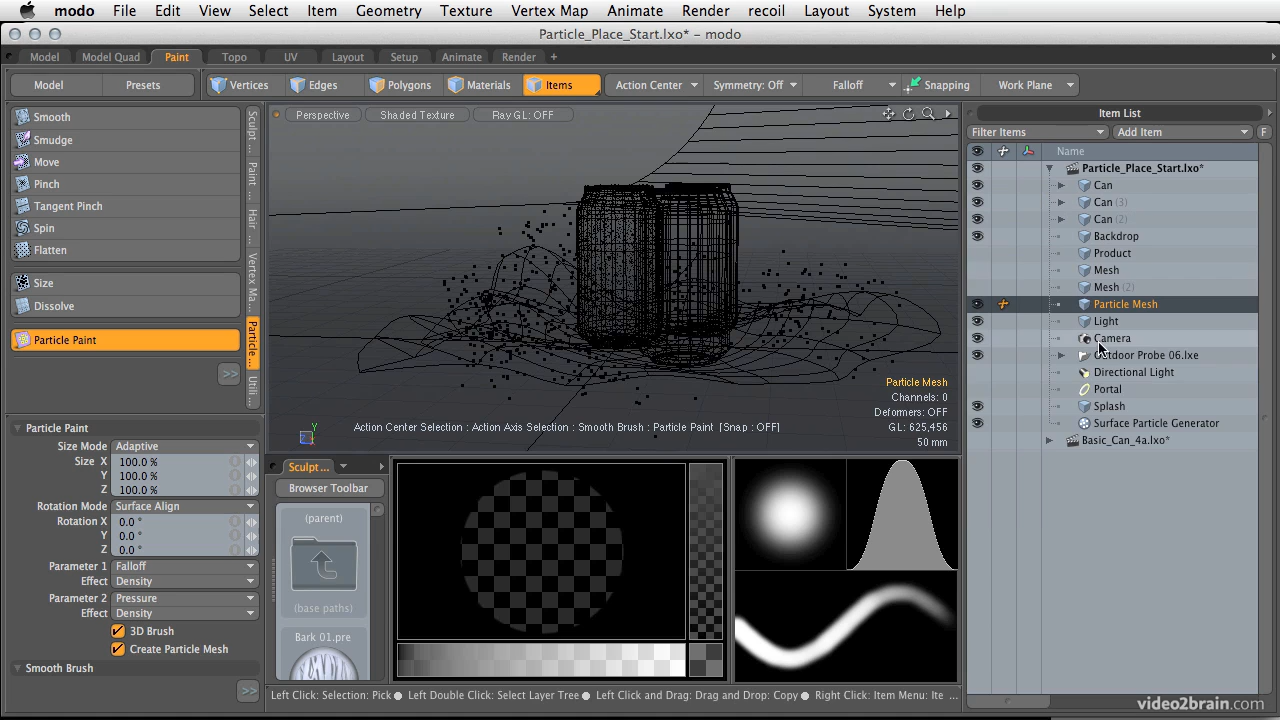 modo File Edit View Select Item Geometry Texture Vertex Map Animate Render recoil Layout System Help
Particle_Place_Start.lxo* - modo
Model Model Quad Paint Topo UV Layout Setup Animate Render +
Model Presets Vertices Edges Polygons Materials Items Action Center Symmetry: Off Falloff Snapping Work Plane
Smooth
Smudge
Move
Pinch
Tangent Pinch
Spin
Flatten
Size
Dissolve
Particle Paint
>>
Sculpt ...
Paint ...
Hair ...
Vertex Ma...
Particle...
Utili...
Particle Paint
Size Mode Adaptive
Size X 100.0 %
Y 100.0 %
Z 100.0 %
Rotation Mode Surface Align
Rotation X 0.0 °
Y 0.0 °
Z 0.0 °
Parameter 1 Falloff
Effect Density
Parameter 2 Pressure
Effect Density
3D Brush
Create Particle Mesh
Smooth Brush
>>
Perspective Shaded Texture Ray GL: OFF
Particle Mesh
Channels: 0
Deformers: OFF
Action Center Selection : Action Axis Selection : Smooth Brush : Particle Paint [Snap : OFF] GL: 625,456
50 mm
Y
Z
Sculpt ...
Browser Toolbar
(parent)
(base paths)
Bark 01.pre
Left Click: Selection: Pick Left Double Click: Select Layer Tree Left Click and Drag: Drag and Drop: Copy Right Click: Item Menu: Ite ...
Item List
Filter Items Add Item F
Name
Particle_Place_Start.lxo*
Can
Can (3)
Can (2)
Backdrop
Product
Mesh
Mesh (2)
Particle Mesh
Light
Camera
Outdoor Probe 06.lxe
Directional Light
Portal
Splash
Surface Particle Generator
Basic_Can_4a.lxo*
video2brain.com